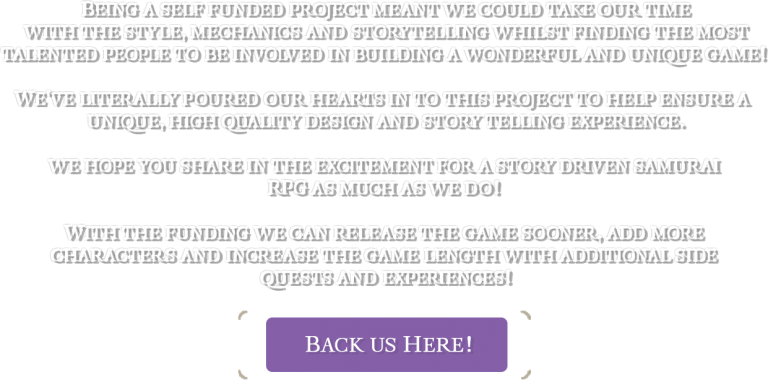 Being a self funded project meant we could take our time
with the style, mechanics and storytelling whilst finding the most
talented people to be involved in building a wonderful and unique game!
We've literally poured our hearts in to this project to help ensure a
unique, high quality design and story telling experience.
we hope you share in the excitement for a story driven samurai
RPG as much as we do!
With the funding we can release the game sooner, add more
characters and increase the game length with additional side
quests and experiences!
Back us Here!